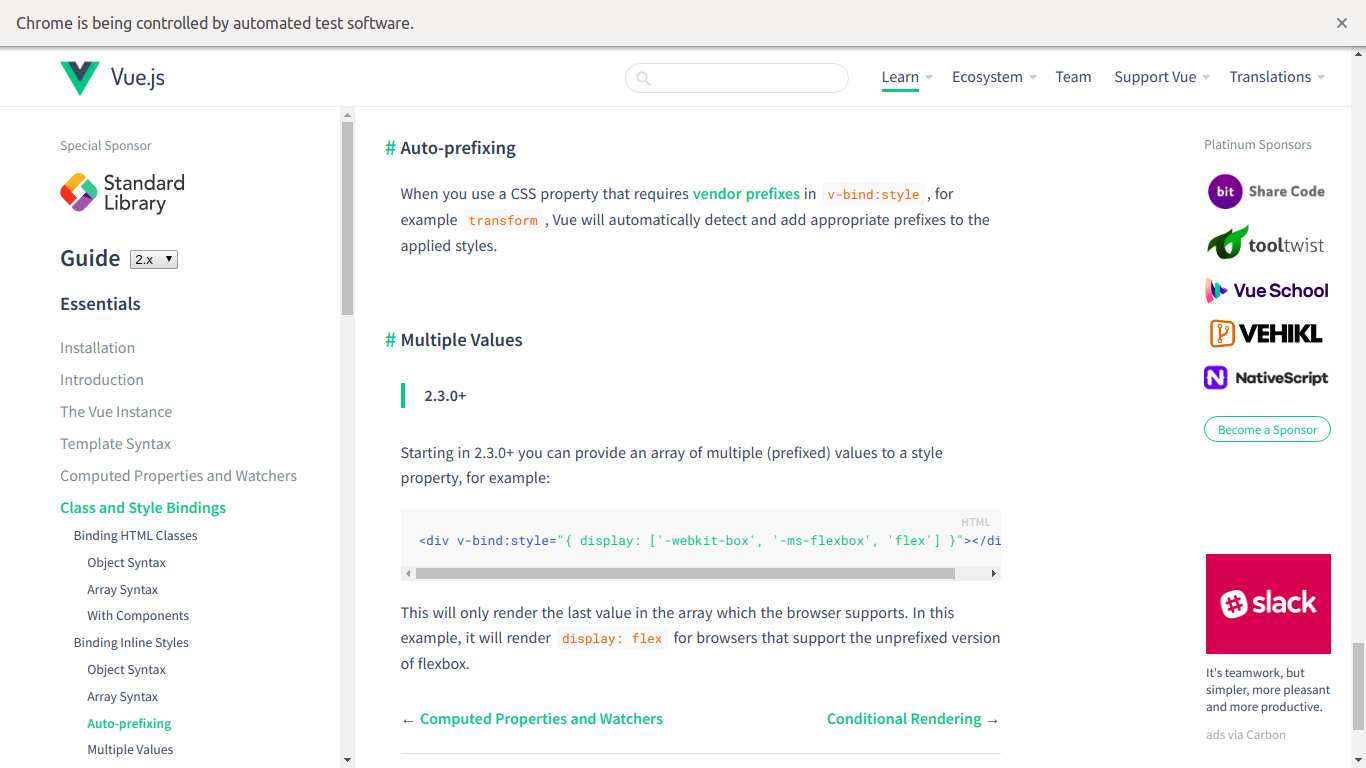 Chrome is being controlled by automated test software.
Vue.js
Learn
Ecosystem
Team
Support Vue
Translations
Special Sponsor
Standard
Library
Guide 2.x
Essentials
Installation
Introduction
The Vue Instance
Template Syntax
Computed Properties and Watchers
Class and Style Bindings
Binding HTML Classes
Object Syntax
Array Syntax
With Components
Binding Inline Styles
Object Syntax
Array Syntax
Auto-prefixing
Multiple Values
# Auto-prefixing
When you use a CSS property that requires vendor prefixes in v-bind:style , for
example transform , Vue will automatically detect and add appropriate prefixes to the
applied styles.
# Multiple Values
2.3.0+
Starting in 2.3.0+ you can provide an array of multiple (prefixed) values to a style
property, for example:
HTML
<div v-bind:style="{ display: ['-webkit-box', '-ms-flexbox', 'flex'] }"></di
This will only render the last value in the array which the browser supports. In this
example, it will render display: flex for browsers that support the unprefixed version
of flexbox.
← Computed Properties and Watchers
Conditional Rendering →
Platinum Sponsors
bit Share Code
tooltwist
Vue School
VEHIKL
NativeScript
Become a Sponsor
slack
It's teamwork, but
simpler, more pleasant
and more productive.
ads via Carbon